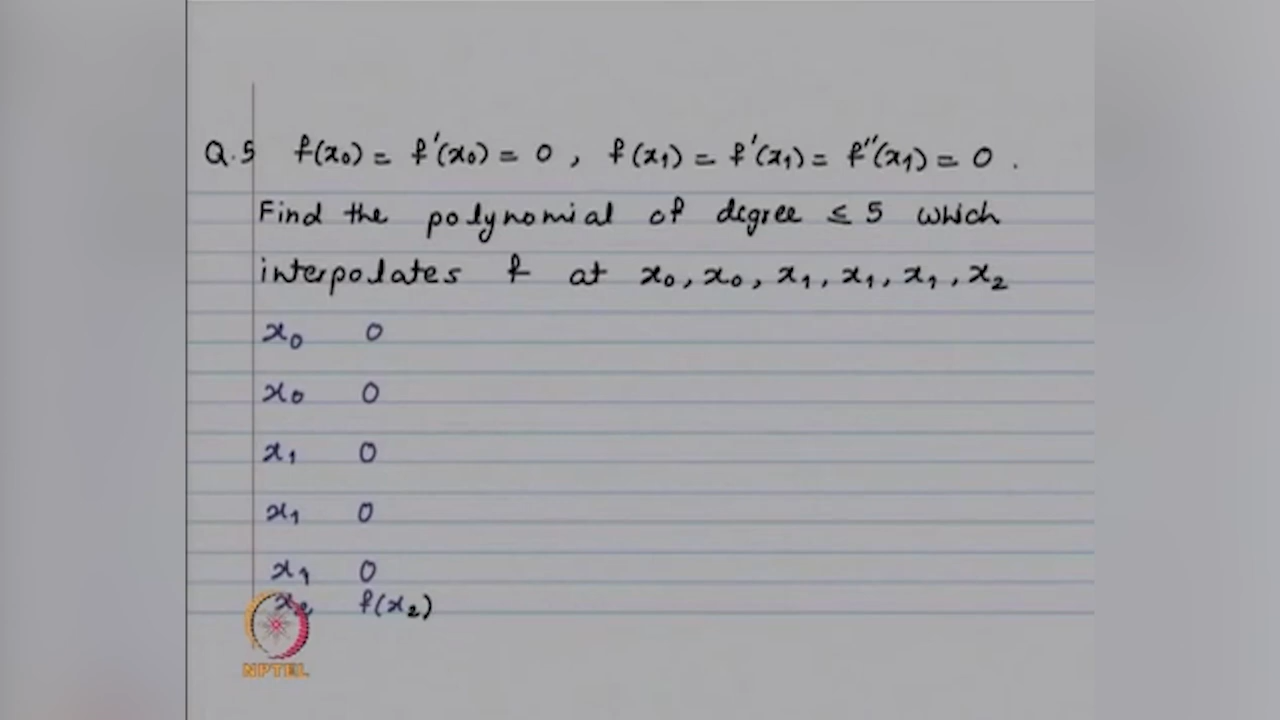 Q.5 f(x₀) = f'(x₀) = 0, f(x₁) = f'(x₁) = f''(x₁) = 0.
Find the polynomial of degree ≤ 5 which
interpolates f at x₀, x₀, x₁, x₁, x₁, x₂
x₀ 0
x₀ 0
x₁ 0
x₁ 0
x₁ 0
x₂ f(x₂)
NPTEL